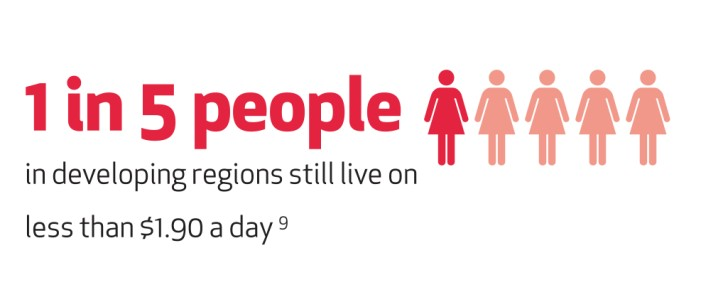 1 in 5 people
in developing regions still live on
less than $1.90 a day 9